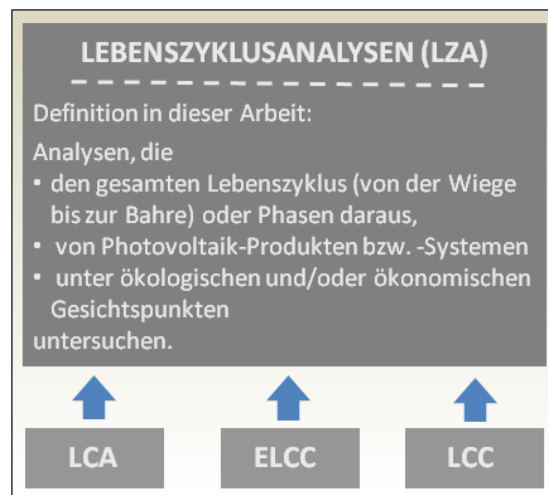 LEBENSZYKLUSANALYSEN (LZA)
Definition in dieser Arbeit:
Analysen, die
• den gesamten Lebenszyklus (von der Wiege
bis zur Bahre) oder Phasen daraus,
• von Photovoltaik-Produkten bzw. -Systemen
• unter ökologischen und/oder ökonomischen
Gesichtspunkten
untersuchen.
LCA ELCC LCC